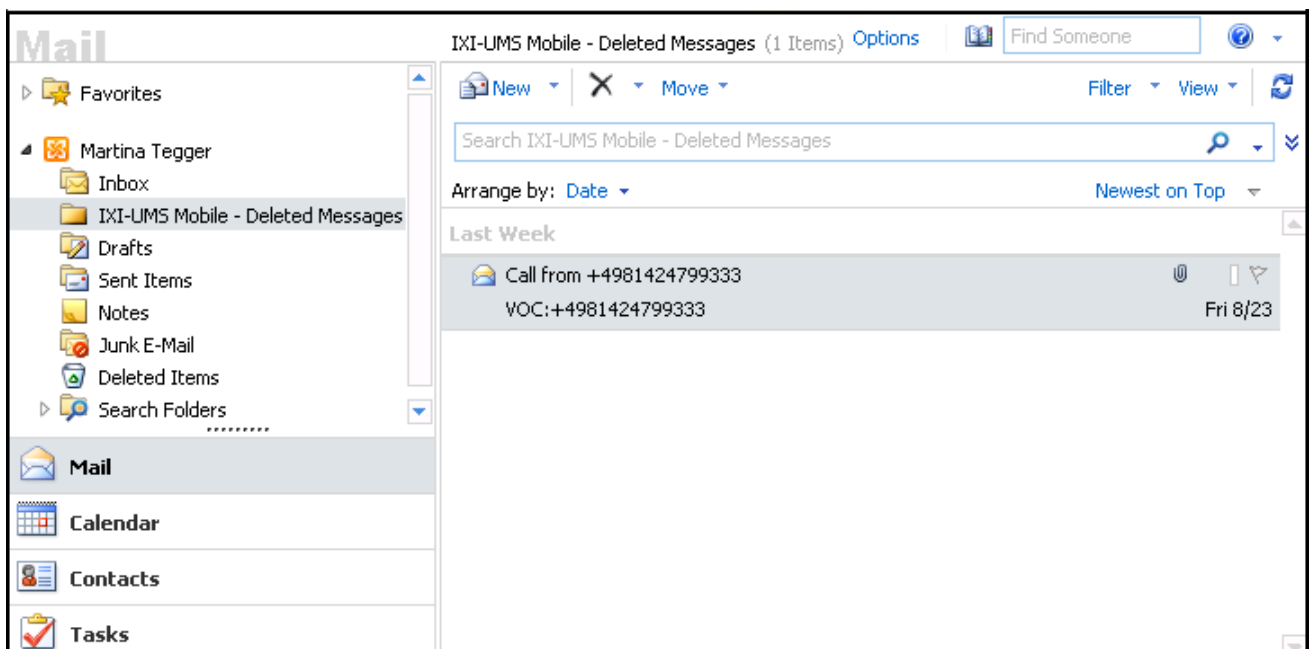 Mail
IXI-UMS Mobile - Deleted Messages (1 Items) Options
Find Someone
Favorites
Martina Tegger
Inbox
IXI-UMS Mobile - Deleted Messages
Drafts
Sent Items
Notes
Junk E-Mail
Deleted Items
Search Folders
Mail
Calendar
Contacts
Tasks
New
Move
Filter
View
Search IXI-UMS Mobile - Deleted Messages
Arrange by: Date
Newest on Top
Last Week
Call from +4981424799333
VOC:+4981424799333
Fri 8/23